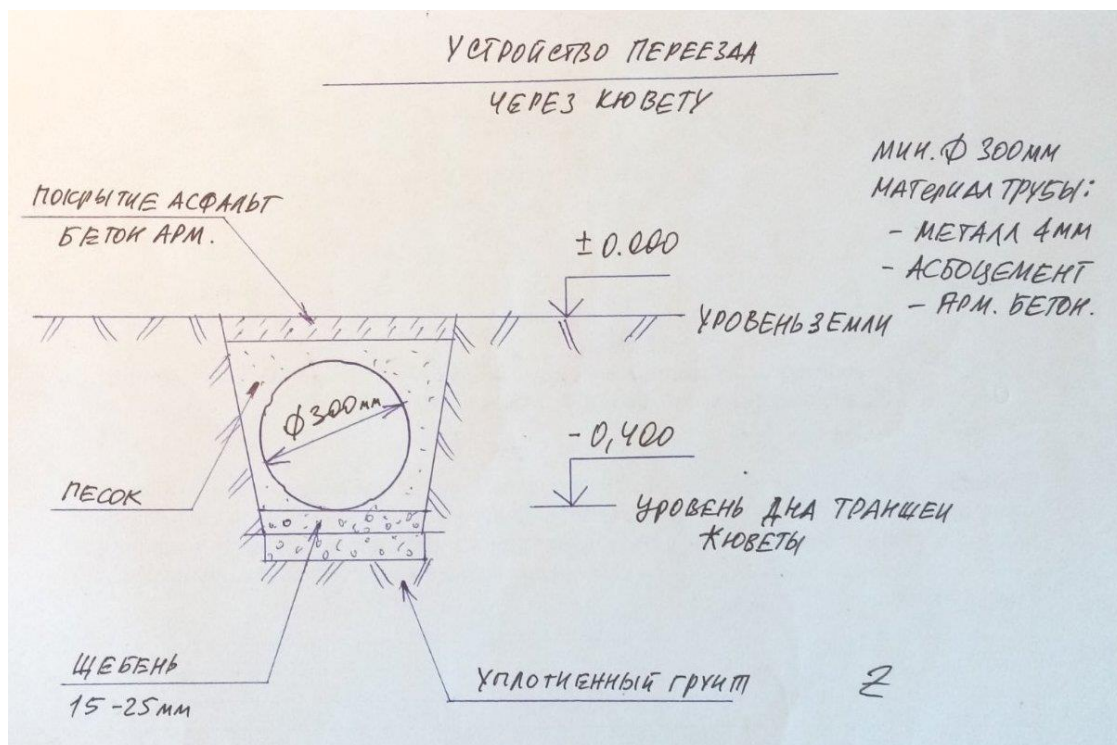 УСТРОЙСТВО ПЕРЕЕЗДА
ЧЕРЕЗ КЮВЕТУ
МИН. Ф 300ММ
МАТЕРИАЛ ТРУБЫ:
- МЕТАЛЛ 4ММ
- АСБОЦЕМЕНТ
- АРМ. БЕТОН.
ПОКРЫТИЕ АСФАЛЬТ
БЕТОН АРМ.
± 0.000
УРОВЕНЬ ЗЕМЛИ
Ф300мм
- 0,400
ПЕСОК
УРОВЕНЬ ДНА ТРАНШЕИ
КЮВЕТЫ
ЩЕБЕНЬ
15-25мм
УПЛОТНЕННЫЙ ГРУНТ
2